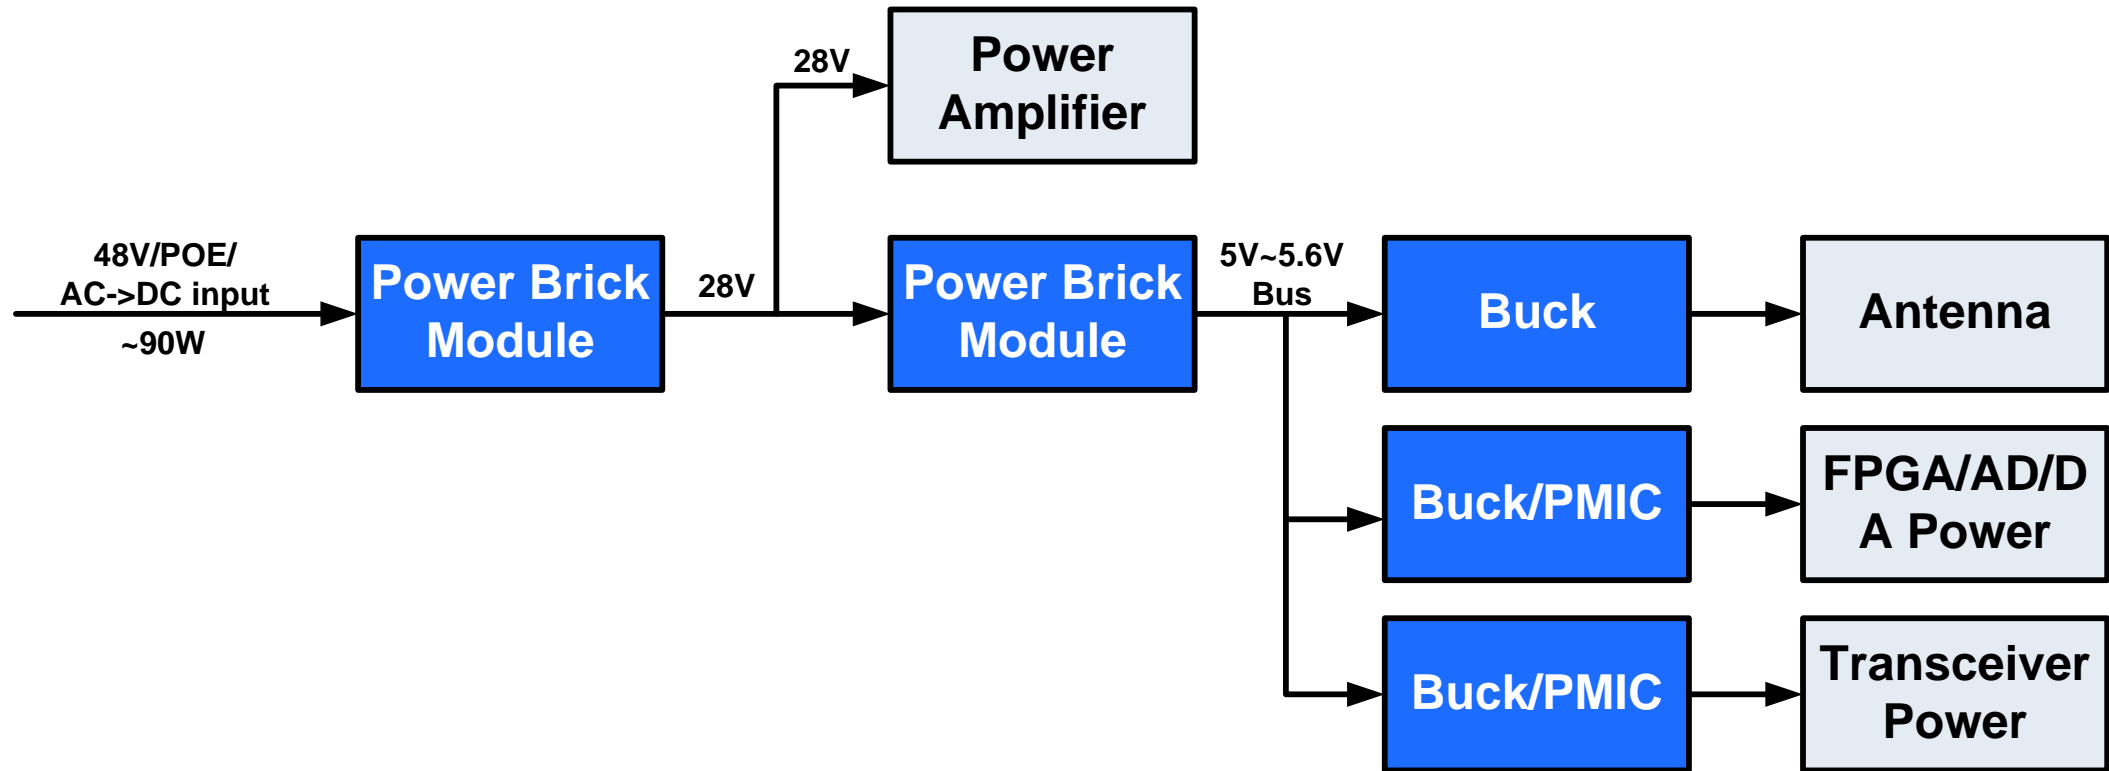 28V
Power
Amplifier
48V/POE/
AC->DC input
~90W
Power Brick
Module
28V
Power Brick
Module
5V~5.6V
Bus
Buck
Antenna
Buck/PMIC
FPGA/AD/D
A Power
Buck/PMIC
Transceiver
Power